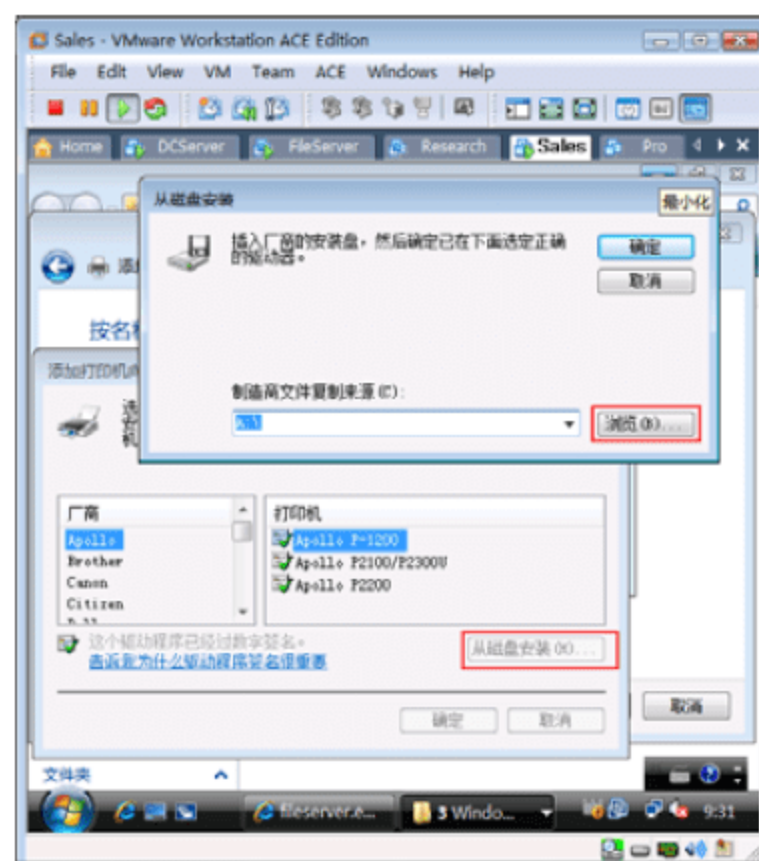 Sales - VMware Workstation ACE Edition
File Edit View VM Team ACE Windows Help
Home DCServer FileServer Research Sales Pro
从磁盘安装
最小化
插入厂商的安装盘，然后确定已在下面选定正确
的驱动器。
确定
取消
按名
添加打印机
制造商文件复制来源(C):
A:\
浏览(B)...
厂商
打印机
Apollo
Brother
Canon
Citizen
Apollo P-1200
Apollo P2100/P2300U
Apollo P2200
这个驱动程序已经过数字签名。
告诉我为什么驱动程序签名很重要
从磁盘安装(H)...
确定
取消
取消
文件夹
fileserver.e...
3 Windo...
9:31